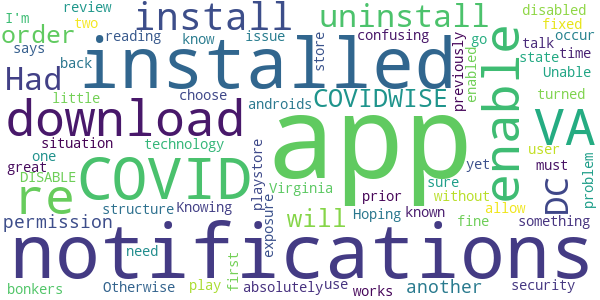 review
two
I'm
install
uninstall
disabled
fixed
order
reading
know
issue
store
confusing
go
occur
says
back
installed
previously
enabled
enable
talk
state
time
Had
little
choose
androids
COVIDWISE
Unable
download
app
turned
VA
situation
technology
one
great
DISABLE
COVID
playstore
Virginia
prior
yet
sure
user
must
problem
without
allow
DC
re
structure
Knowing
exposure
will
Hoping
known
fine
something
permission
notifications
need
Otherwise
first
absolutely
use
works
another
security
bonkers
play